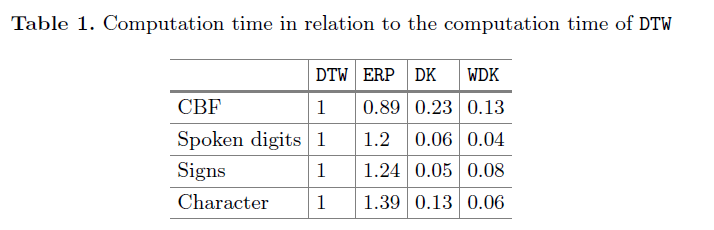 Table 1. Computation time in relation to the computation time of DTW
DTW ERP DK WDK
CBF 1 0.89 0.23 0.13
Spoken digits 1 1.2 0.06 0.04
Signs 1 1.24 0.05 0.08
Character 1 1.39 0.13 0.06